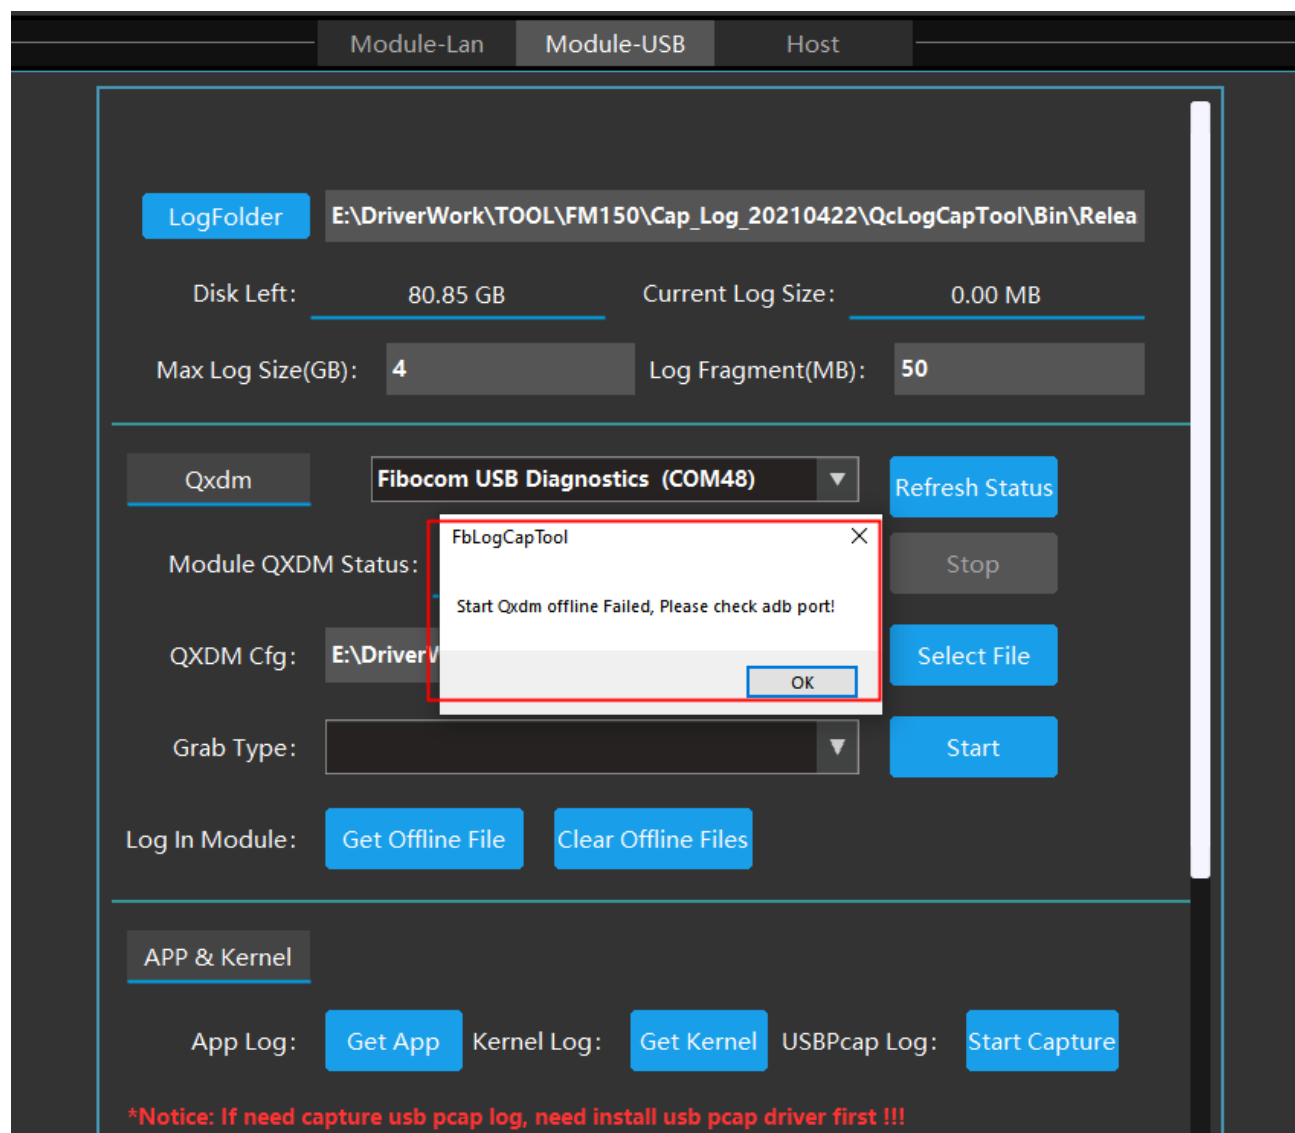 Module-Lan Module-USB Host
LogFolder E:\DriverWork\TOOL\FM150\Cap_Log_20210422\QcLogCapTool\Bin\Relea
Disk Left: 80.85 GB Current Log Size: 0.00 MB
Max Log Size(GB): 4 Log Fragment(MB): 50
Qxdm Fibocom USB Diagnostics (COM48) Refresh Status
FbLogCapTool
Module QXDM Status: Stop
Start Qxdm offline Failed, Please check adb port!
QXDM Cfg: E:\Driver Select File
OK
Grab Type: Start
Log In Module: Get Offline File Clear Offline Files
APP & Kernel
App Log: Get App Kernel Log: Get Kernel USBPcap Log: Start Capture
*Notice: If need capture usb pcap log, need install usb pcap driver first !!!